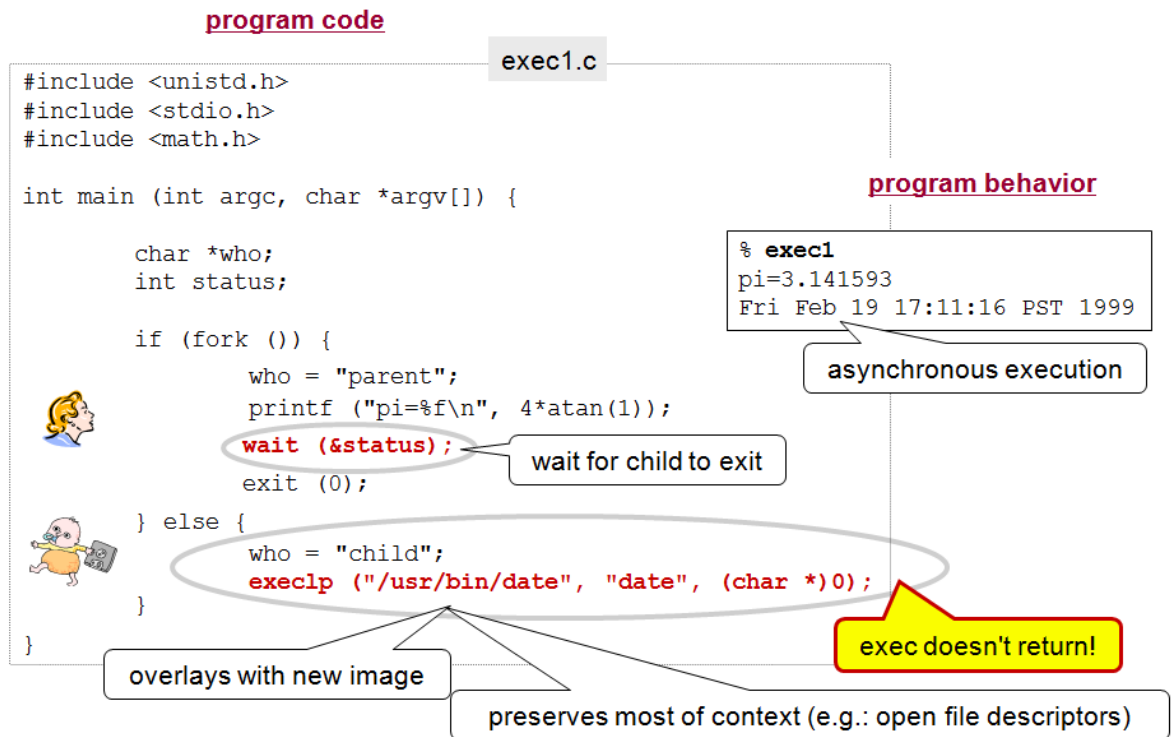 program code
exec1.c
#include <unistd.h>
#include <stdio.h>
#include <math.h>
int main (int argc, char *argv[]) {
char *who;
int status;
if (fork ()) {
who = "parent";
printf ("pi=%f\n", 4*atan(1));
wait (&status);
wait for child to exit
exit (0);
} else {
who = "child";
execlp ("/usr/bin/date", "date", (char *)0);
}
}
program behavior
% exec1
pi=3.141593
Fri Feb 19 17:11:16 PST 1999
asynchronous execution
exec doesn't return!
overlays with new image
preserves most of context (e.g.: open file descriptors)